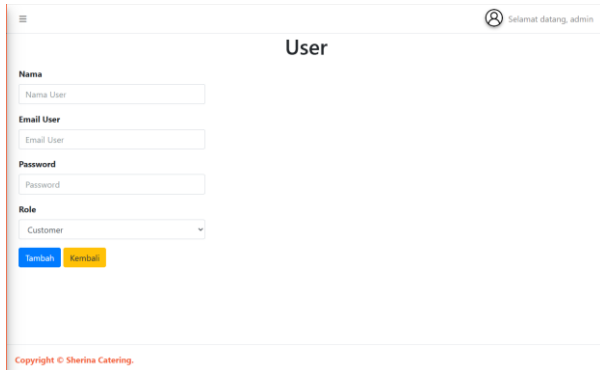 Selamat datang, admin
User
Nama
Nama User
Email User
Email User
Password
Password
Role
Customer
Tambah Kembali
Copyright © Sherina Catering.